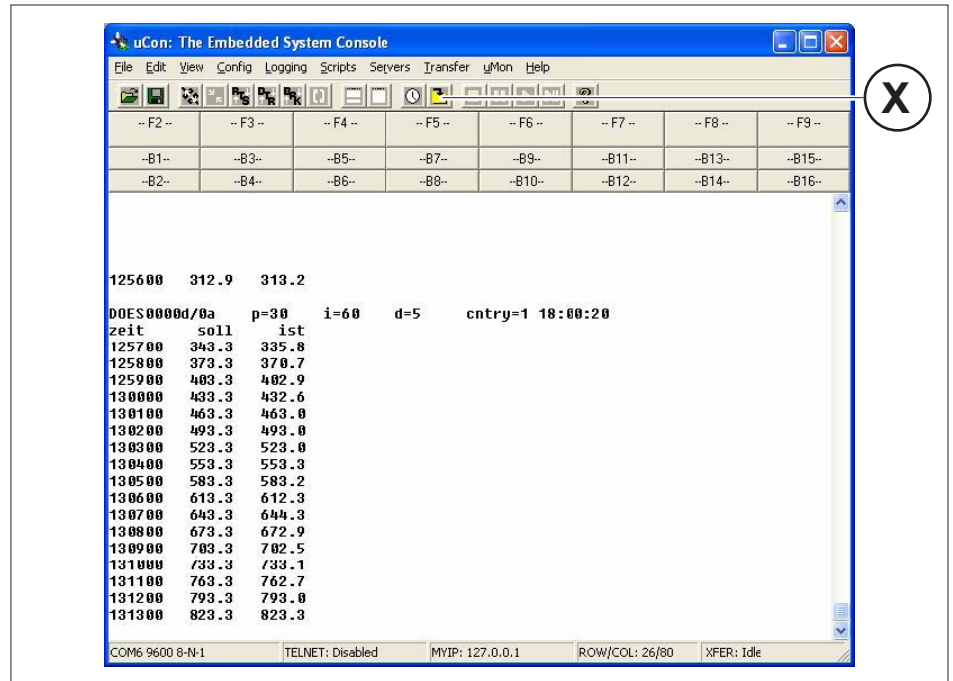 uCon: The Embedded System Console
File Edit View Config Logging Scripts Servers Transfer uMon Help
RTS DTR BRK
X
-- F2 -- -- F3 -- -- F4 -- -- F5 -- -- F6 -- -- F7 -- -- F8 -- -- F9 --
--B1-- --B3-- --B5-- --B7-- --B9-- --B11-- --B13-- --B15--
--B2-- --B4-- --B6-- --B8-- --B10-- --B12-- --B14-- --B16--
125600 312.9 313.2
DOES0000d/0a p=30 i=60 d=5 cntry=1 18:00:20
zeit soll ist
125700 343.3 335.8
125800 373.3 370.7
125900 403.3 402.9
130000 433.3 432.6
130100 463.3 463.0
130200 493.3 493.0
130300 523.3 523.0
130400 553.3 553.3
130500 583.3 583.2
130600 613.3 612.3
130700 643.3 644.3
130800 673.3 672.9
130900 703.3 702.5
131000 733.3 733.1
131100 763.3 762.7
131200 793.3 793.0
131300 823.3 823.3
COM6 9600 8-N-1 TELNET: Disabled MYIP: 127.0.0.1 ROW/COL: 26/80 XFER: Idle